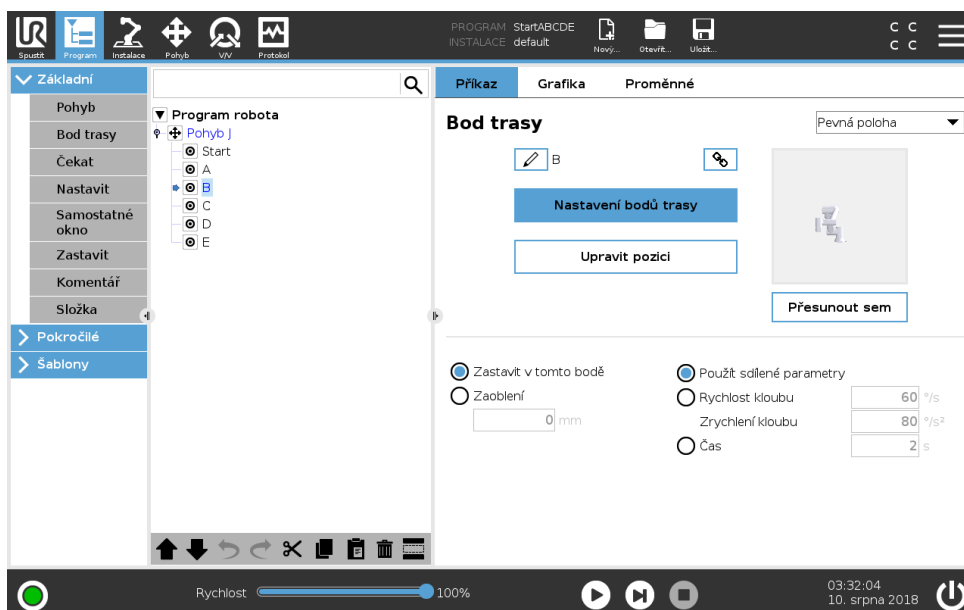 UR
PROGRAM StartABCDE
INSTALACE default
Spustit Program Instalace Pohyb V/V Protokol
Nový... Otevřít... Uložit...
C C
C C
Základní
Pohyb
Bod trasy
Čekat
Nastavit
Samostatné
okno
Zastavit
Komentář
Složka
Pokročilé
Šablony
Program robota
Pohyb J
Start
A
B
C
D
E
Příkaz Grafika Proměnné
Bod trasy
Pevná poloha
B
Nastavení bodů trasy
Upravit pozici
Přesunout sem
Zastavit v tomto bodě
Zaoblení
0 mm
Použít sdílené parametry
Rychlost kloubu 60 °/s
Zrychlení kloubu 80 °/s²
Čas 2 s
Rychlost 100%
03:32:04
10. srpna 2018